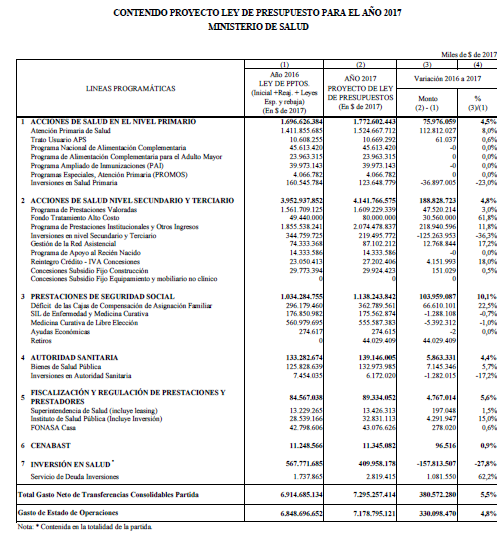 CONTENIDO PROYECTO LEY DE PRESUPUESTO PARA EL AÑO 2017
MINISTERIO DE SALUD
Miles de $ de 2017
LINEAS PROGRAMÁTICAS (1) (2) (3) (4)
Año 2016 LEY DE PPTOS. (Inicial +Reaj. + Leyes Esp. y rebaja) (En $ de 2017)
AÑO 2017 PROYECTO DE LEY DE PRESUPUESTOS (En $ de 2017)
Variación 2016 a 2017
Monto (2) - (1) % (3)/(1)
1 ACCIONES DE SALUD EN EL NIVEL PRIMARIO 1.696.626.384 1.772.602.443 75.976.059 4,5%
Atención Primaria de Salud 1.411.855.685 1.524.667.712 112.812.027 8,0%
Trato Usuario APS 10.608.255 10.669.292 61.037 0,6%
Programa Nacional de Alimentación Complementaria 45.613.420 45.613.420 -0 0,0%
Programa de Alimentación Complementaria para el Adulto Mayor 23.963.315 23.963.315 0 0,0%
Programa Ampliado de Inmunizaciones (PAI) 39.973.143 39.973.143 -0 0,0%
Programas Especiales, Atención Primaria (PROMOS) 4.066.782 4.066.782 0 0,0%
Inversiones en Salud Primaria 160.545.784 123.648.779 -36.897.005 -23,0%
2 ACCIONES DE SALUD NIVEL SECUNDARIO Y TERCIARIO 3.952.937.852 4.141.766.575 188.828.723 4,8%
Programa de Prestaciones Valoradas 1.561.709.125 1.609.229.339 47.520.214 3,0%
Fondo Tratamiento Alto Costo 49.440.000 80.000.000 30.560.000 61,8%
Programa de Prestaciones Institucionales y Otros Ingresos 1.855.538.241 2.074.478.837 218.940.596 11,8%
Inversiones en nivel Secundario y Terciario 344.759.725 219.495.772 -125.263.953 -36,3%
Gestión de la Red Asistencial 74.333.368 87.102.212 12.768.844 17,2%
Programa de Apoyo al Recién Nacido 14.333.586 14.333.586 -0 0,0%
Reintegro Crédito - IVA Concesiones 23.050.413 27.202.406 4.151.993 18,0%
Concesiones Subsidio Fijo Construcción 29.773.394 29.924.423 151.029 0,5%
Concesiones Subsidio Fijo Equipamiento y mobiliario no clínico 0 0 0
3 PRESTACIONES DE SEGURIDAD SOCIAL 1.034.284.755 1.138.243.842 103.959.087 10,1%
Déficit de las Cajas de Compensación de Asignación Familiar 296.179.460 362.789.561 66.610.101 22,5%
SIL de Enfermedad y Medicina Curativa 176.850.982 175.562.874 -1.288.108 -0,7%
Medicina Curativa de Libre Elección 560.979.695 555.587.383 -5.392.312 -1,0%
Ayudas Económicas 274.617 274.615 -2 0,0%
Retiros 0 44.029.409 44.029.409
4 AUTORIDAD SANITARIA 133.282.674 139.146.005 5.863.331 4,4%
Bienes de Salud Pública 125.828.639 132.973.985 7.145.346 5,7%
Inversiones en Autoridad Sanitaria 7.454.035 6.172.020 -1.282.015 -17,2%
5 FISCALIZACIÓN Y REGULACIÓN DE PRESTACIONES Y PRESTADORES 84.567.038 89.334.052 4.767.014 5,6%
Superintendencia de Salud (incluye leasing) 13.229.265 13.426.313 197.048 1,5%
Instituto de Salud Pública (Incluye Inversión) 28.539.166 32.831.113 4.291.947 15,0%
FONASA Casa 42.798.606 43.076.626 278.020 0,6%
6 CENABAST 11.248.566 11.345.082 96.516 0,9%
7 INVERSIÓN EN SALUD * 567.771.685 409.958.178 -157.813.507 -27,8%
Servicio de Deuda Inversiones 1.737.865 2.819.415 1.081.550 62,2%
Total Gasto Neto de Transferencias Consolidables Partida 6.914.685.134 7.295.257.414 380.572.280 5,5%
Gasto de Estado de Operaciones 6.848.696.652 7.178.795.121 330.098.470 4,8%
Nota: * Contenida en la totalidad de la partida.